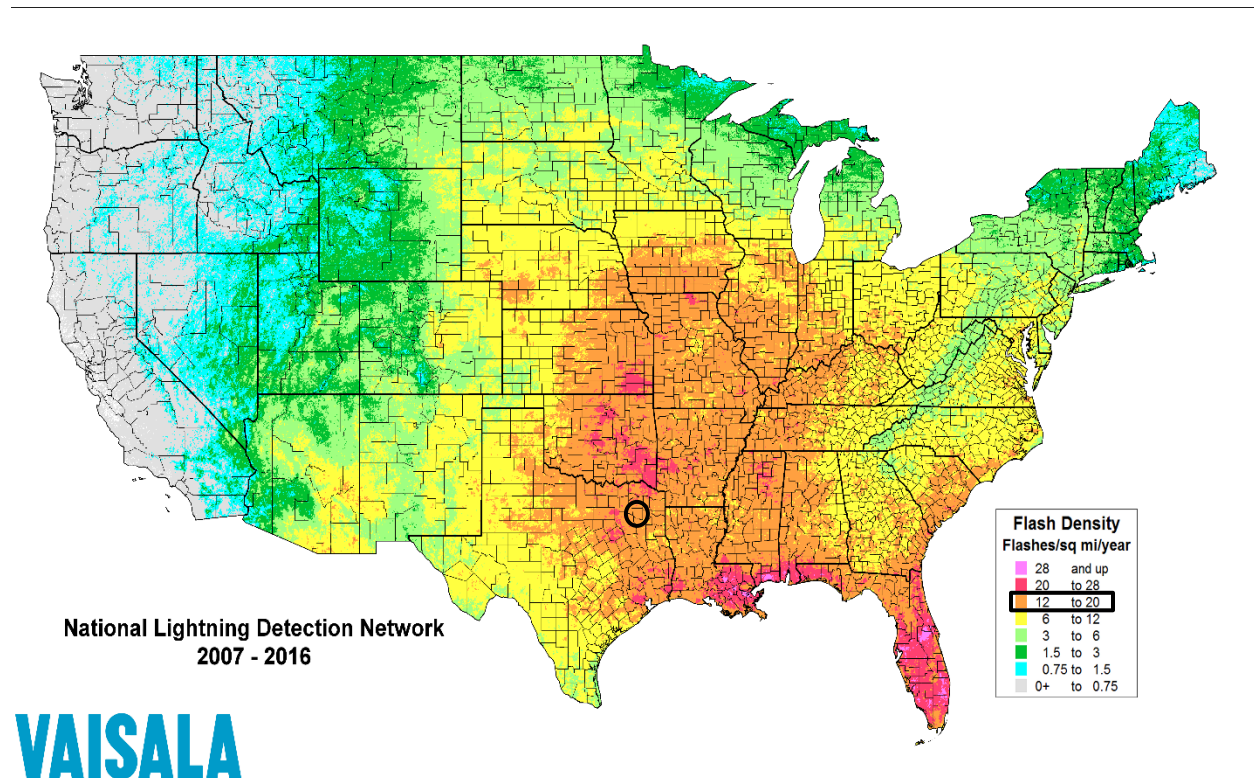 National Lightning Detection Network
2007 - 2016
VAISALA
Flash Density
Flashes/sq mi/year
28 and up
20 to 28
12 to 20
6 to 12
3 to 6
1.5 to 3
0.75 to 1.5
0+ to 0.75